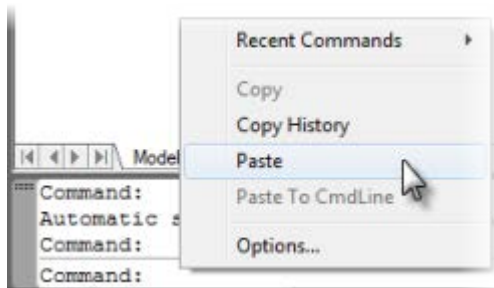 Recent Commands
Copy
Copy History
Paste
Paste To CmdLine
Options...
Model
Command:
Automatic s
Command:
Command: